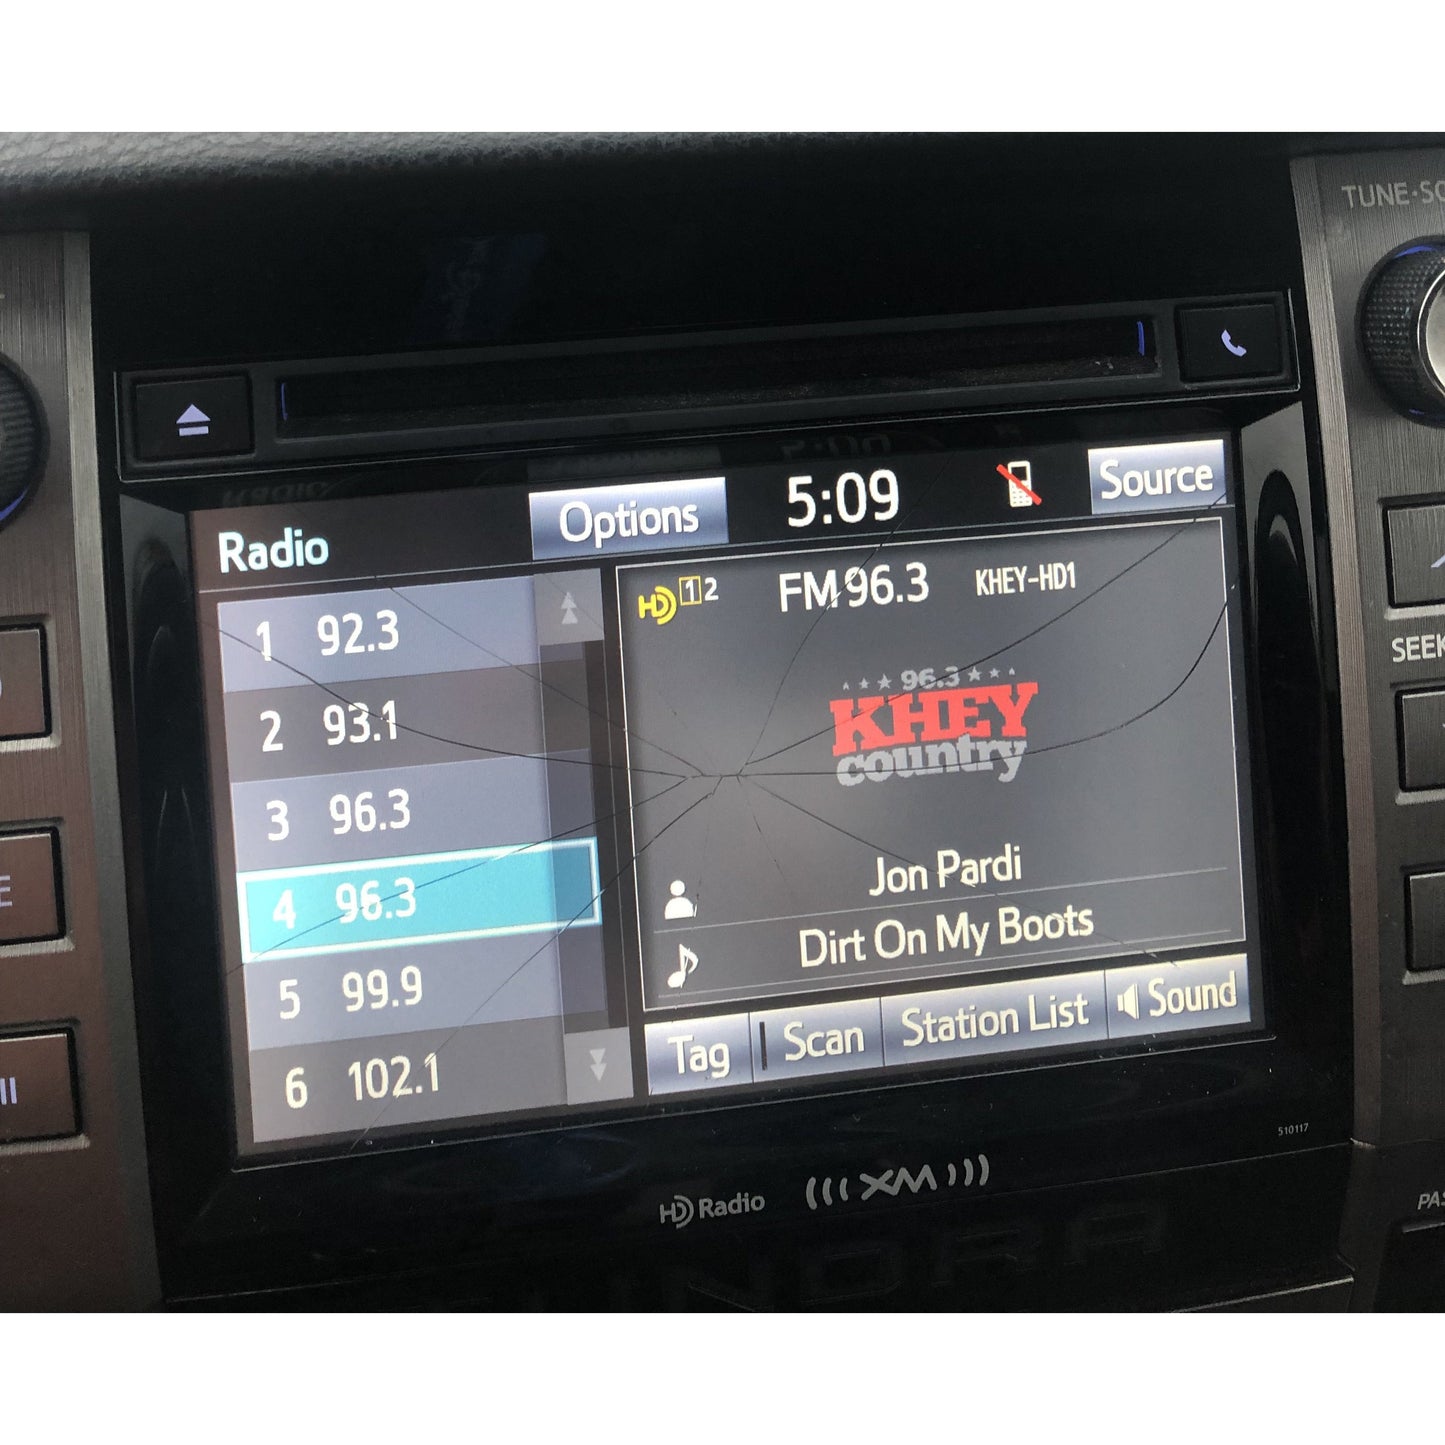 TUNE·SC
5:09
Source
Options
Radio
1 92.3
2 93.1
3 96.3
4 96.3
5 99.9
6 102.1
HD 1 2
FM 96.3
KHEY-HD1
96.3
KHEY
country
Jon Pardi
Dirt On My Boots
Tag
Scan
Station List
Sound
SEEK
E
510117
HD Radio
XM
PAS